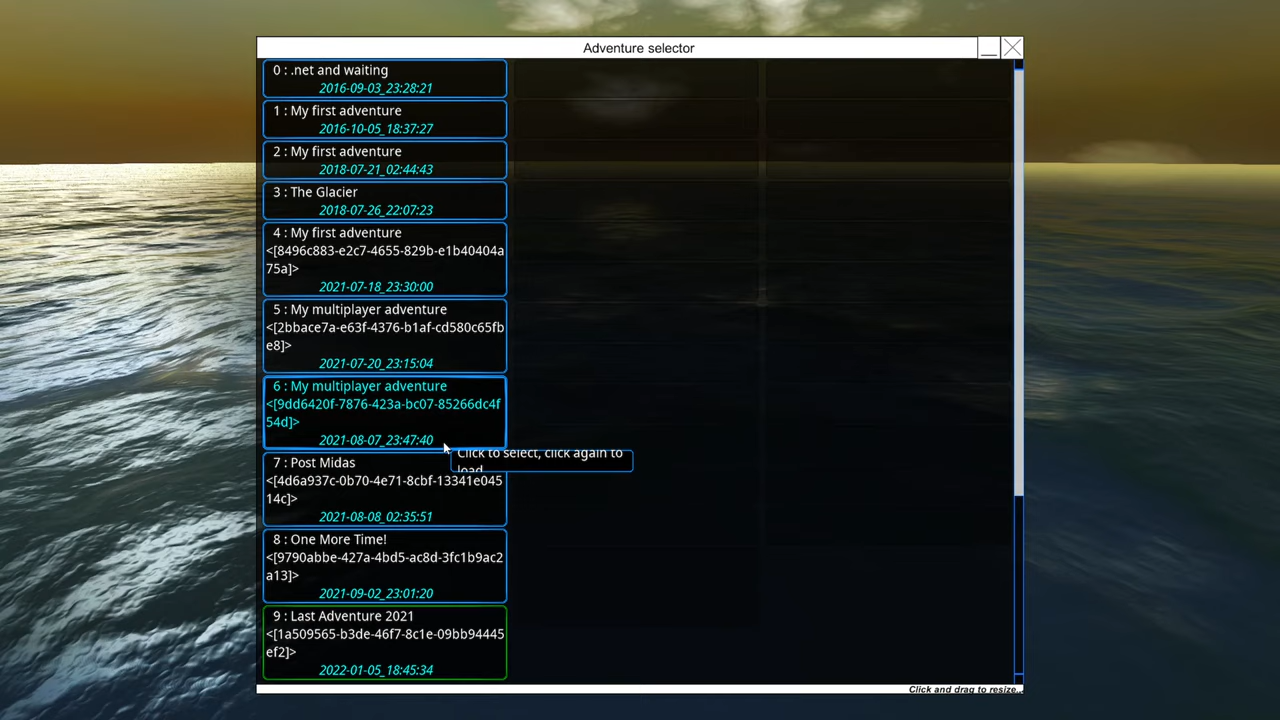 Adventure selector
0 : .net and waiting
2016-09-03_23:28:21
1 : My first adventure
2016-10-05_18:37:27
2 : My first adventure
2018-07-21_02:44:43
3 : The Glacier
2018-07-26_22:07:23
4 : My first adventure
<[8496c883-e2c7-4655-829b-e1b40404a
75a]>
2021-07-18_23:30:00
5 : My multiplayer adventure
<[2bbace7a-e63f-4376-b1af-cd580c65fb
e8]>
2021-07-20_23:15:04
6 : My multiplayer adventure
<[9dd6420f-7876-423a-bc07-85266dc4f
54d]>
2021-08-07_23:47:40
Click to select, click again to
load
7 : Post Midas
<[4d6a937c-0b70-4e71-8cbf-13341e045
14c]>
2021-08-08_02:35:51
8 : One More Time!
<[9790abbe-427a-4bd5-ac8d-3fc1b9ac2
a13]>
2021-09-02_23:01:20
9 : Last Adventure 2021
<[1a509565-b3de-46f7-8c1e-09bb94445
ef2]>
2022-01-05_18:45:34
Click and drag to resize...